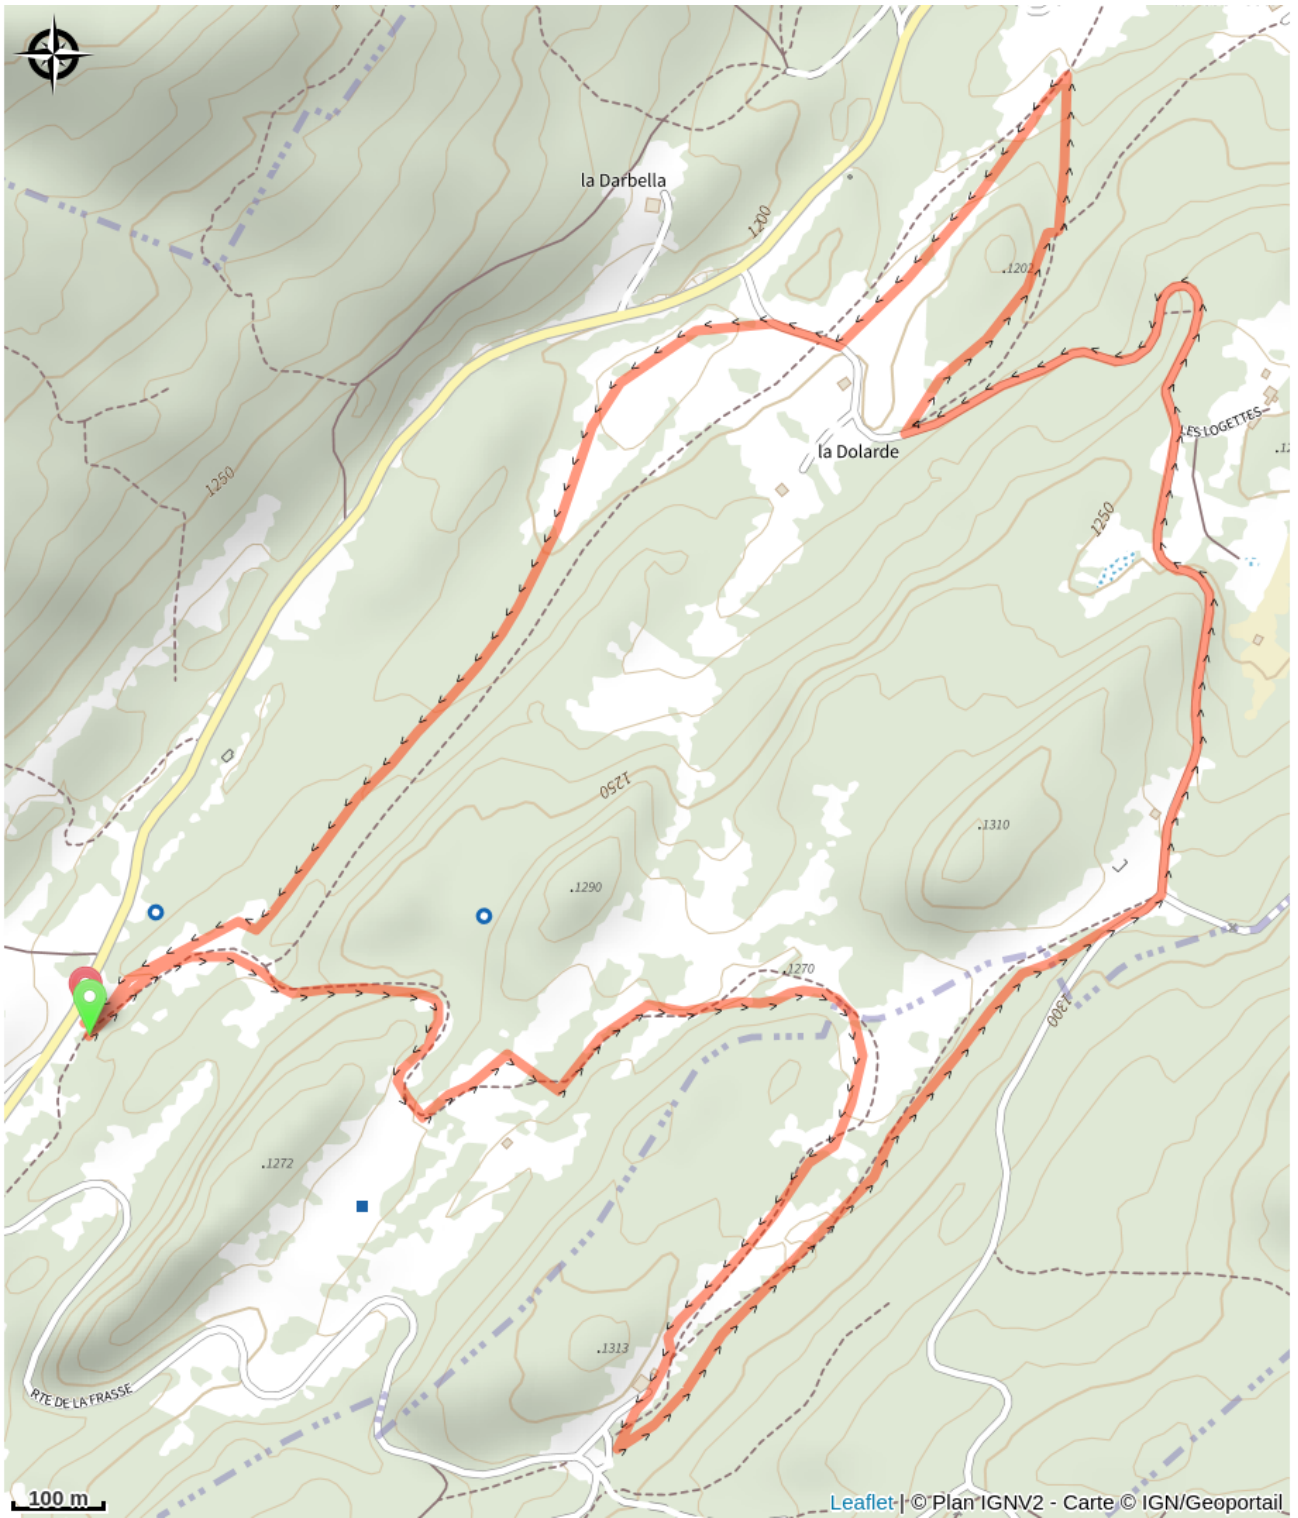 la Darbella
1200
.1202
LES LOGETTES
la Dolarde
1250
1250
1250
.1310
.1290
.1270
1300
.1272
.1313
RTE DE LA FRASSE
100 m
Leaflet | © Plan IGNV2 - Carte © IGN/Geoportail